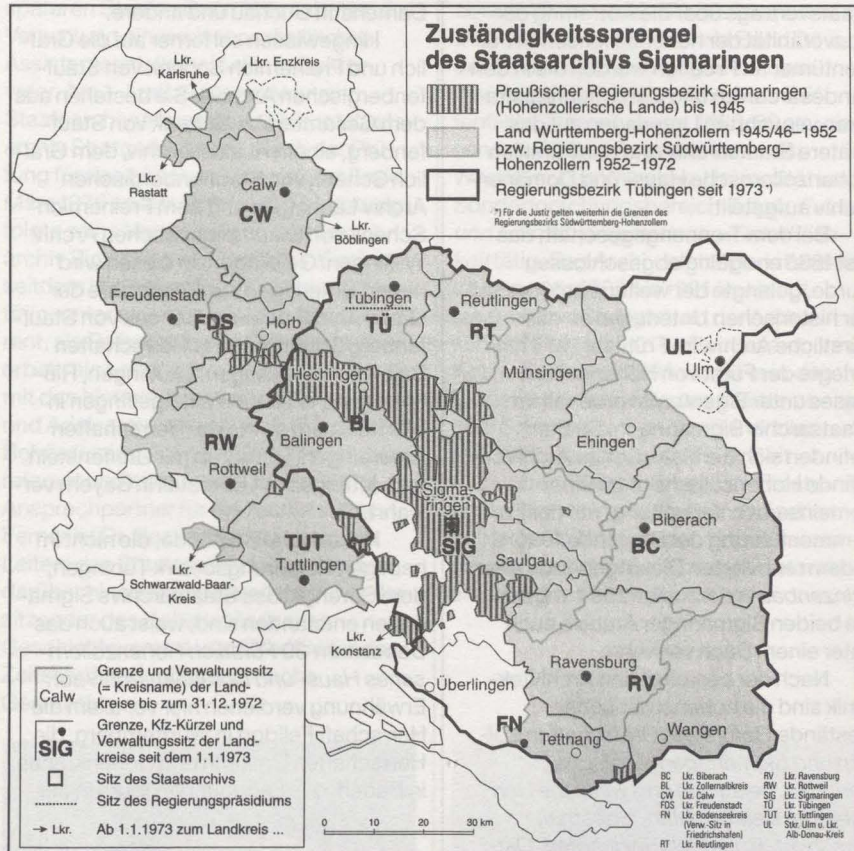 Zuständigkeitssprengel
des Staatsarchivs Sigmaringen
Preußischer Regierungsbezirk Sigmaringen
(Hohenzollerische Lande) bis 1945
Land Württemberg-Hohenzollern 1945/46–1952
bzw. Regierungsbezirk Südwürttemberg–
Hohenzollern 1952–1972
Regierungsbezirk Tübingen seit 1973 *)
*) Für die Justiz gelten weiterhin die Grenzen des
Regierungsbezirks Südwürttemberg-Hohenzollern
Lkr.
Karlsruhe
Lkr. Enzkreis
Lkr.
Rastatt
Calw
CW
Lkr.
Böblingen
Freudenstadt
FDS
Horb
Tübingen
TÜ
Reutlingen
RT
UL
Ulm
Münsingen
Hechingen
BL
Balingen
Ehingen
RW
Rottweil
Sigma-
ringen
SIG
Biberach
BC
TUT
Tuttlingen
Saulgau
Lkr.
Schwarzwald-Baar-
Kreis
Lkr.
Konstanz
Überlingen
Ravensburg
RV
FN
Tettnang
Wangen
Calw
Grenze und Verwaltungssitz
(= Kreisname) der Land-
kreise bis zum 31.12.1972
SIG
Grenze, Kfz-Kürzel und
Verwaltungssitz der Land-
kreise seit dem 1.1.1973
Sitz des Staatsarchivs
Sitz des Regierungspräsidiums
→ Lkr. Ab 1.1.1973 zum Landkreis ...
0 10 20 30 km
BC Lkr. Biberach
BL Lkr. Zollernalbkreis
CW Lkr. Calw
FDS Lkr. Freudenstadt
FN Lkr. Bodenseekreis
(Verw.-Sitz in
Friedrichshafen)
RT Lkr. Reutlingen
RV Lkr. Ravensburg
RW Lkr. Rottweil
SIG Lkr. Sigmaringen
TÜ Lkr. Tübingen
TUT Lkr. Tuttlingen
UL Stkr. Ulm u. Lkr.
Alb-Donau-Kreis